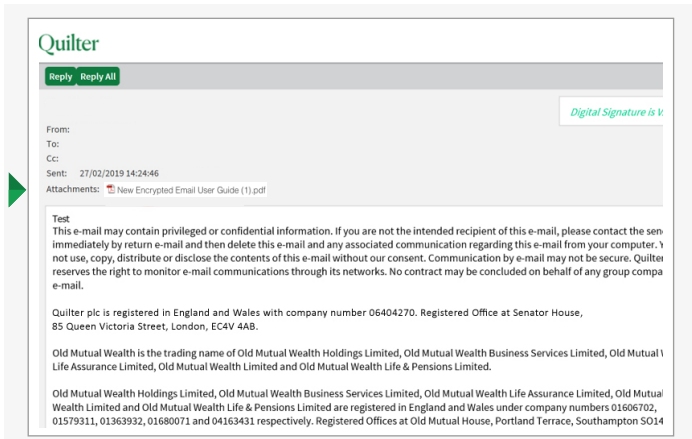 Quilter
Reply Reply All
Digital Signature is
From:
To:
Cc:
Sent: 27/02/2019 14:24:46
Attachments: New Encrypted Email User Guide (1).pdf
Test
This e-mail may contain privileged or confidential information. If you are not the intended recipient of this e-mail, please contact the
immediately by return e-mail and then delete this e-mail and any associated communication regarding this e-mail from your computer.
not use, copy, distribute or disclose the contents of this e-mail without our consent. Communication by e-mail may not be secure. Quilter
reserves the right to monitor e-mail communications through its networks. No contract may be concluded on behalf of any group
e-mail.
Quilter plc is registered in England and Wales with company number 06404270. Registered Office at Senator House,
85 Queen Victoria Street, London, EC4V 4AB.
Old Mutual Wealth is the trading name of Old Mutual Wealth Holdings Limited, Old Mutual Wealth Business Services Limited, Old Mutual
Life Assurance Limited, Old Mutual Wealth Limited and Old Mutual Wealth Life & Pensions Limited.
Old Mutual Wealth Holdings Limited, Old Mutual Wealth Business Services Limited, Old Mutual Wealth Life Assurance Limited, Old Mutual
Wealth Limited and Old Mutual Wealth Life & Pensions Limited are registered in England and Wales under company numbers 01606702,
01579311, 01363932, 01680071 and 04163431 respectively. Registered Offices at Old Mutual House, Portland Terrace, Southampton SO14